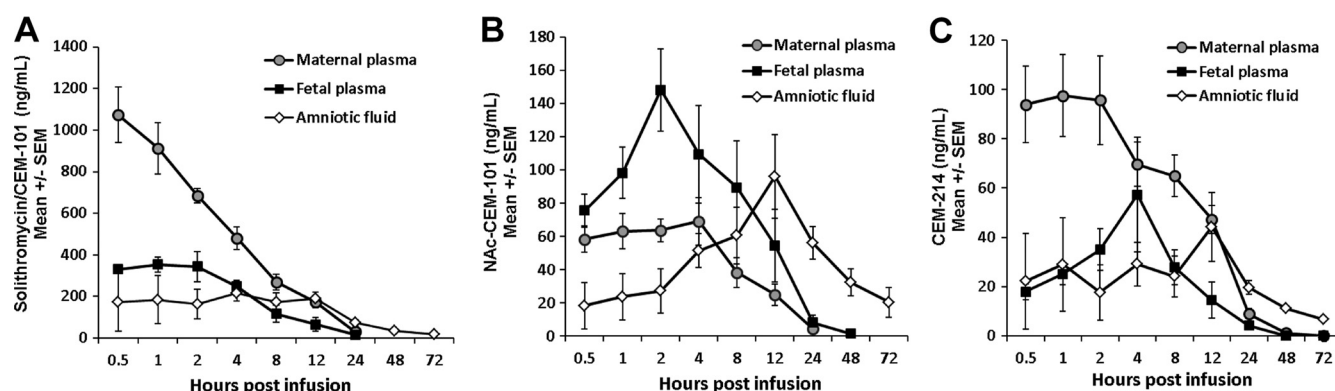 A
Solithromycin/CEM-101 (ng/mL)
Mean +/- SEM
1400
1200
1000
800
600
400
200
0
Maternal plasma
Fetal plasma
Amniotic fluid
0.5 1 2 4 8 12 24 48 72
Hours post infusion
B
NAc-CEM-101 (ng/mL)
Mean +/- SEM
180
160
140
120
100
80
60
40
20
0
Maternal plasma
Fetal plasma
Amniotic fluid
0.5 1 2 4 8 12 24 48 72
Hours post infusion
C
CEM-214 (ng/mL)
Mean +/- SEM
120
100
80
60
40
20
0
Maternal plasma
Fetal plasma
Amniotic fluid
0.5 1 2 4 8 12 24 48 72
Hours post infusion